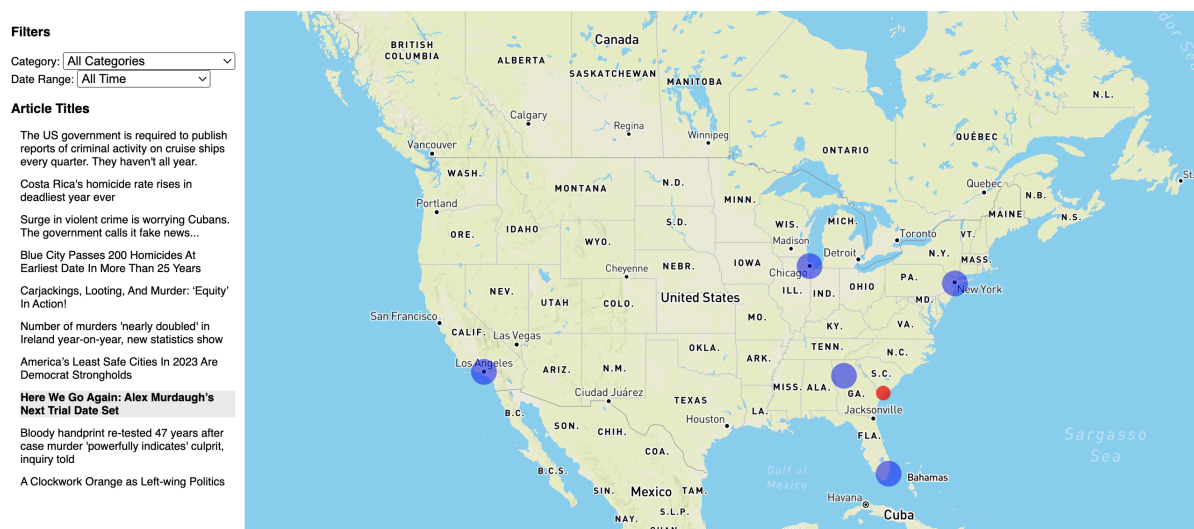 Filters
Category: All Categories
Date Range: All Time
Article Titles
The US government is required to publish
reports of criminal activity on cruise ships
every quarter. They haven't all year.
Costa Rica's homicide rate rises in
deadliest year ever
Surge in violent crime is worrying Cubans.
The government calls it fake news...
Blue City Passes 200 Homicides At
Earliest Date In More Than 25 Years
Carjackings, Looting, And Murder: ‘Equity’
In Action!
Number of murders 'nearly doubled' in
Ireland year-on-year, new statistics show
America’s Least Safe Cities In 2023 Are
Democrat Strongholds
Here We Go Again: Alex Murdaugh’s
Next Trial Date Set
Bloody handprint re-tested 47 years after
case murder 'powerfully indicates' culprit,
inquiry told
A Clockwork Orange as Left-wing Politics
Canada
BRITISH
COLUMBIA
ALBERTA
SASKATCHEWAN
MANITOBA
N.L.
Calgary
Regina
Winnipeg
Vancouver
ONTARIO
QUÉBEC
WASH.
MONTANA
N.D.
MINN.
Quebec
N.B.
St.
Portland
MAINE
N.S.
ORE.
IDAHO
S.D.
WIS.
MICH.
Toronto
VT.
WYO.
Madison
Detroit
N.Y.
MASS.
Cheyenne
NEBR.
IOWA
Chicago
PA.
NEV.
UTAH
COLO.
United States
ILL.
IND.
OHIO
New York
MD.
San Francisco
CALIF.
Las Vegas
MO.
KY.
VA.
Los Angeles
ARIZ.
N.M.
OKLA.
ARK.
TENN.
N.C.
S.C.
Ciudad Juárez
TEXAS
MISS.
ALA.
GA.
B.C.
LA.
Jacksonville
SON.
CHIH.
Houston
FLA.
COA.
Sargasso
Sea
B.C.S.
Gulf of
Mexico
Bahamas
SIN.
Mexico
TAM.
Havana
S.L.P.
Cuba
NAY.